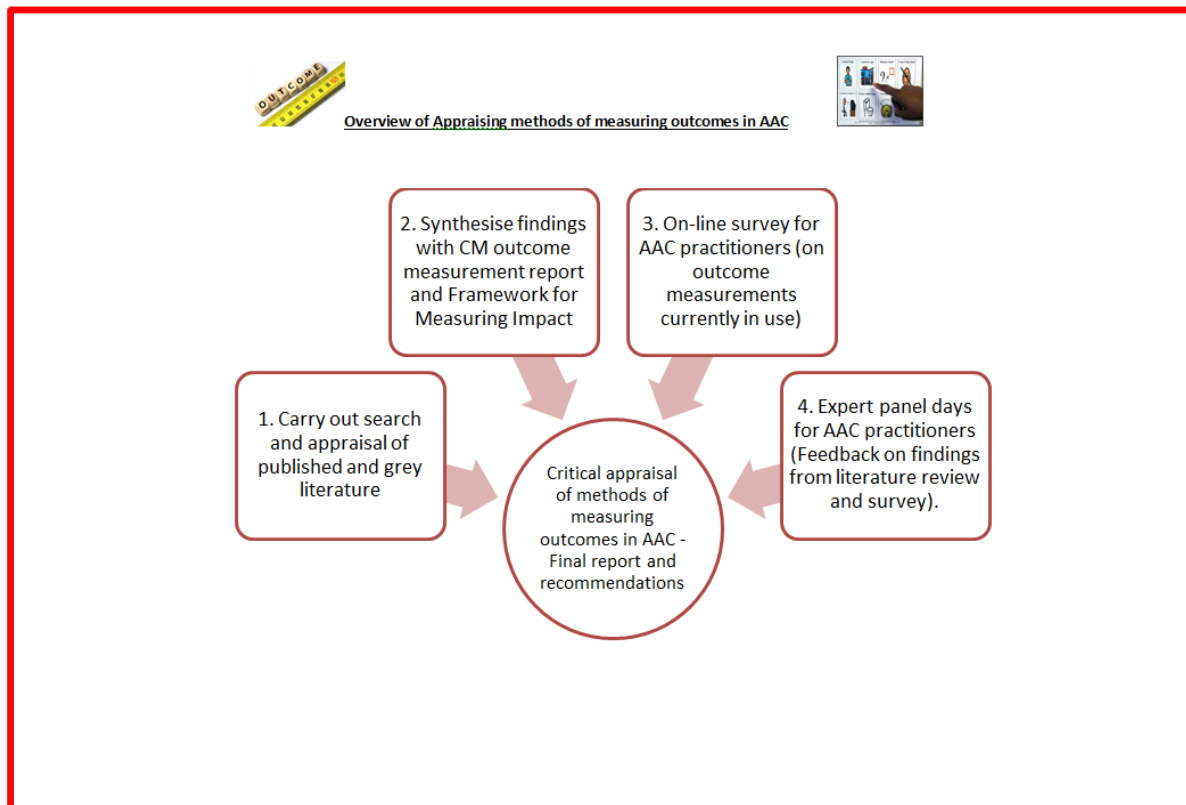 OUTCOME
Overview of Appraising methods of measuring outcomes in AAC
2. Synthesise findings
with CM outcome
measurement report
and Framework for
Measuring Impact
3. On-line survey for
AAC practitioners (on
outcome
measurements
currently in use)
1. Carry out search
and appraisal of
published and grey
literature
4. Expert panel days
for AAC practitioners
(Feedback on findings
from literature review
and survey).
Critical appraisal
of methods of
measuring
outcomes in AAC -
Final report and
recommendations